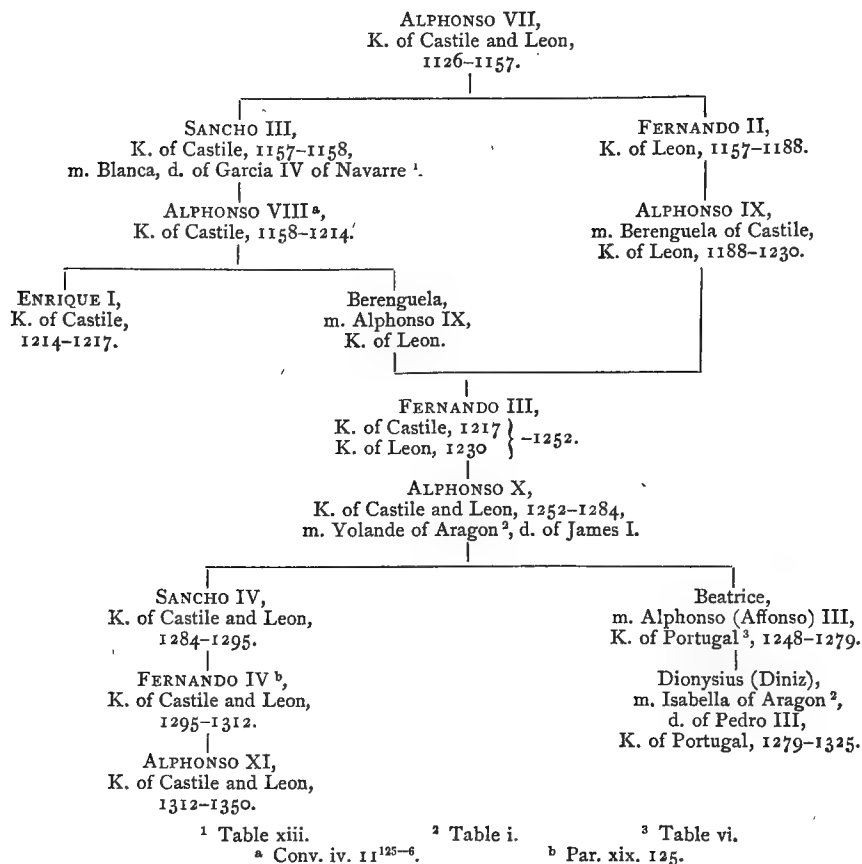 ALPHONSO VII,
K. of Castile and Leon,
1126–1157.
SANCHO III,
K. of Castile, 1157–1158,
m. Blanca, d. of Garcia IV of Navarre ¹.
FERNANDO II,
K. of Leon, 1157–1188.
ALPHONSO VIII ᵃ,
K. of Castile, 1158–1214.
ALPHONSO IX,
m. Berenguela of Castile,
K. of Leon, 1188–1230.
ENRIQUE I,
K. of Castile,
1214–1217.
Berenguela,
m. Alphonso IX,
K. of Leon.
FERNANDO III,
K. of Castile, 1217
K. of Leon, 1230 } –1252.
ALPHONSO X,
K. of Castile and Leon, 1252–1284,
m. Yolande of Aragon ², d. of James I.
SANCHO IV,
K. of Castile and Leon,
1284–1295.
FERNANDO IV ᵇ,
K. of Castile and Leon,
1295–1312.
ALPHONSO XI,
K. of Castile and Leon,
1312–1350.
Beatrice,
m. Alphonso (Affonso) III,
K. of Portugal ³, 1248–1279.
Dionysius (Diniz),
m. Isabella of Aragon ²,
d. of Pedro III,
K. of Portugal, 1279–1325.
¹ Table xiii. ² Table i. ³ Table vi.
ᵃ Conv. iv. 11¹²⁵⁻⁶. ᵇ Par. xix. 125.